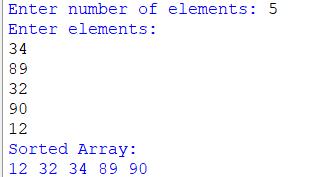 Enter number of elements: 5
Enter elements:
34
89
32
90
12
Sorted Array:
12 32 34 89 90